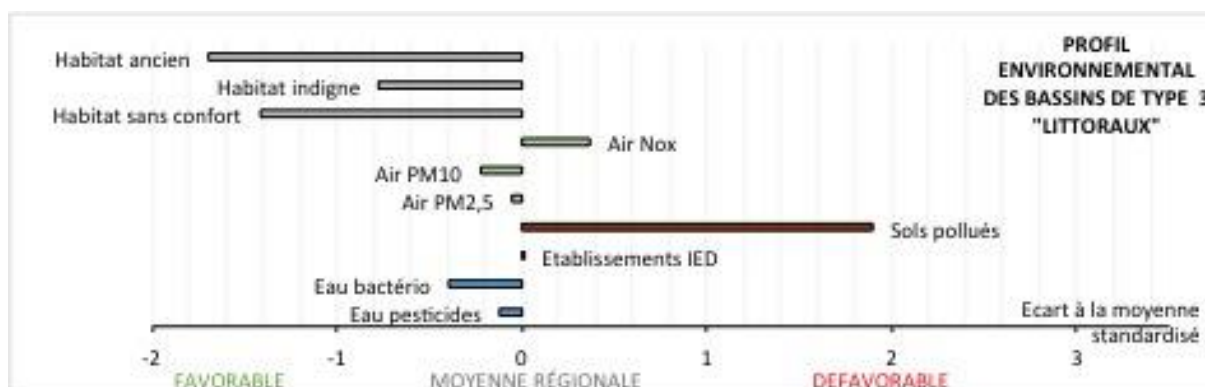 PROFIL
ENVIRONNEMENTAL
DES BASSINS DE TYPE 3
"LITTORAUX"
Habitat ancien
Habitat indigne
Habitat sans confort
Air Nox
Air PM10
Air PM2,5
Sols pollués
Etablissements IED
Eau bactério
Eau pesticides
Ecart à la moyenne
standardisé
-2 -1 0 1 2 3
FAVORABLE MOYENNE RÉGIONALE DEFAVORABLE